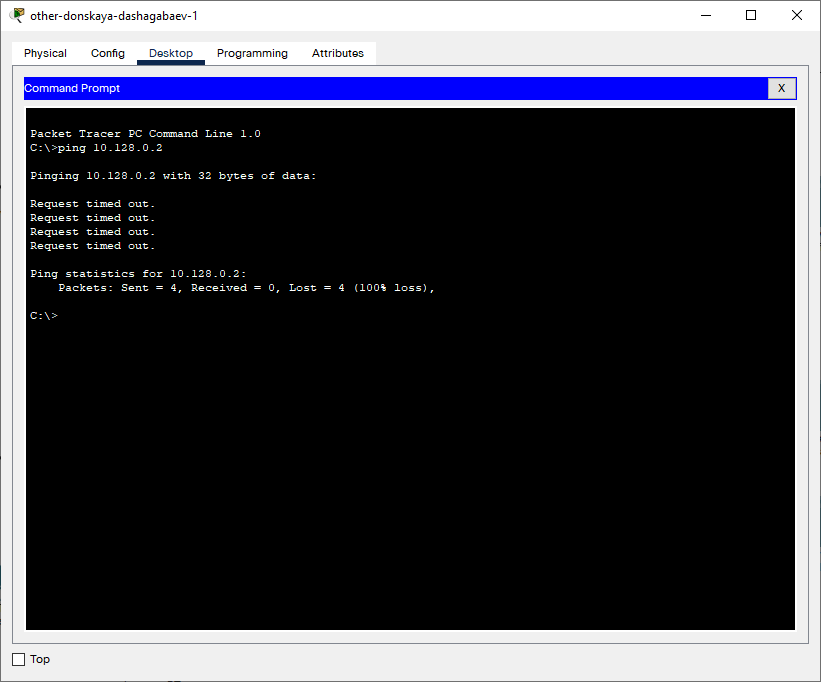 other-donskaya-dashagabaev-1
Physical Config Desktop Programming Attributes
Command Prompt X
Packet Tracer PC Command Line 1.0
C:\>ping 10.128.0.2
Pinging 10.128.0.2 with 32 bytes of data:
Request timed out.
Request timed out.
Request timed out.
Request timed out.
Ping statistics for 10.128.0.2:
    Packets: Sent = 4, Received = 0, Lost = 4 (100% loss),
C:\>
Top